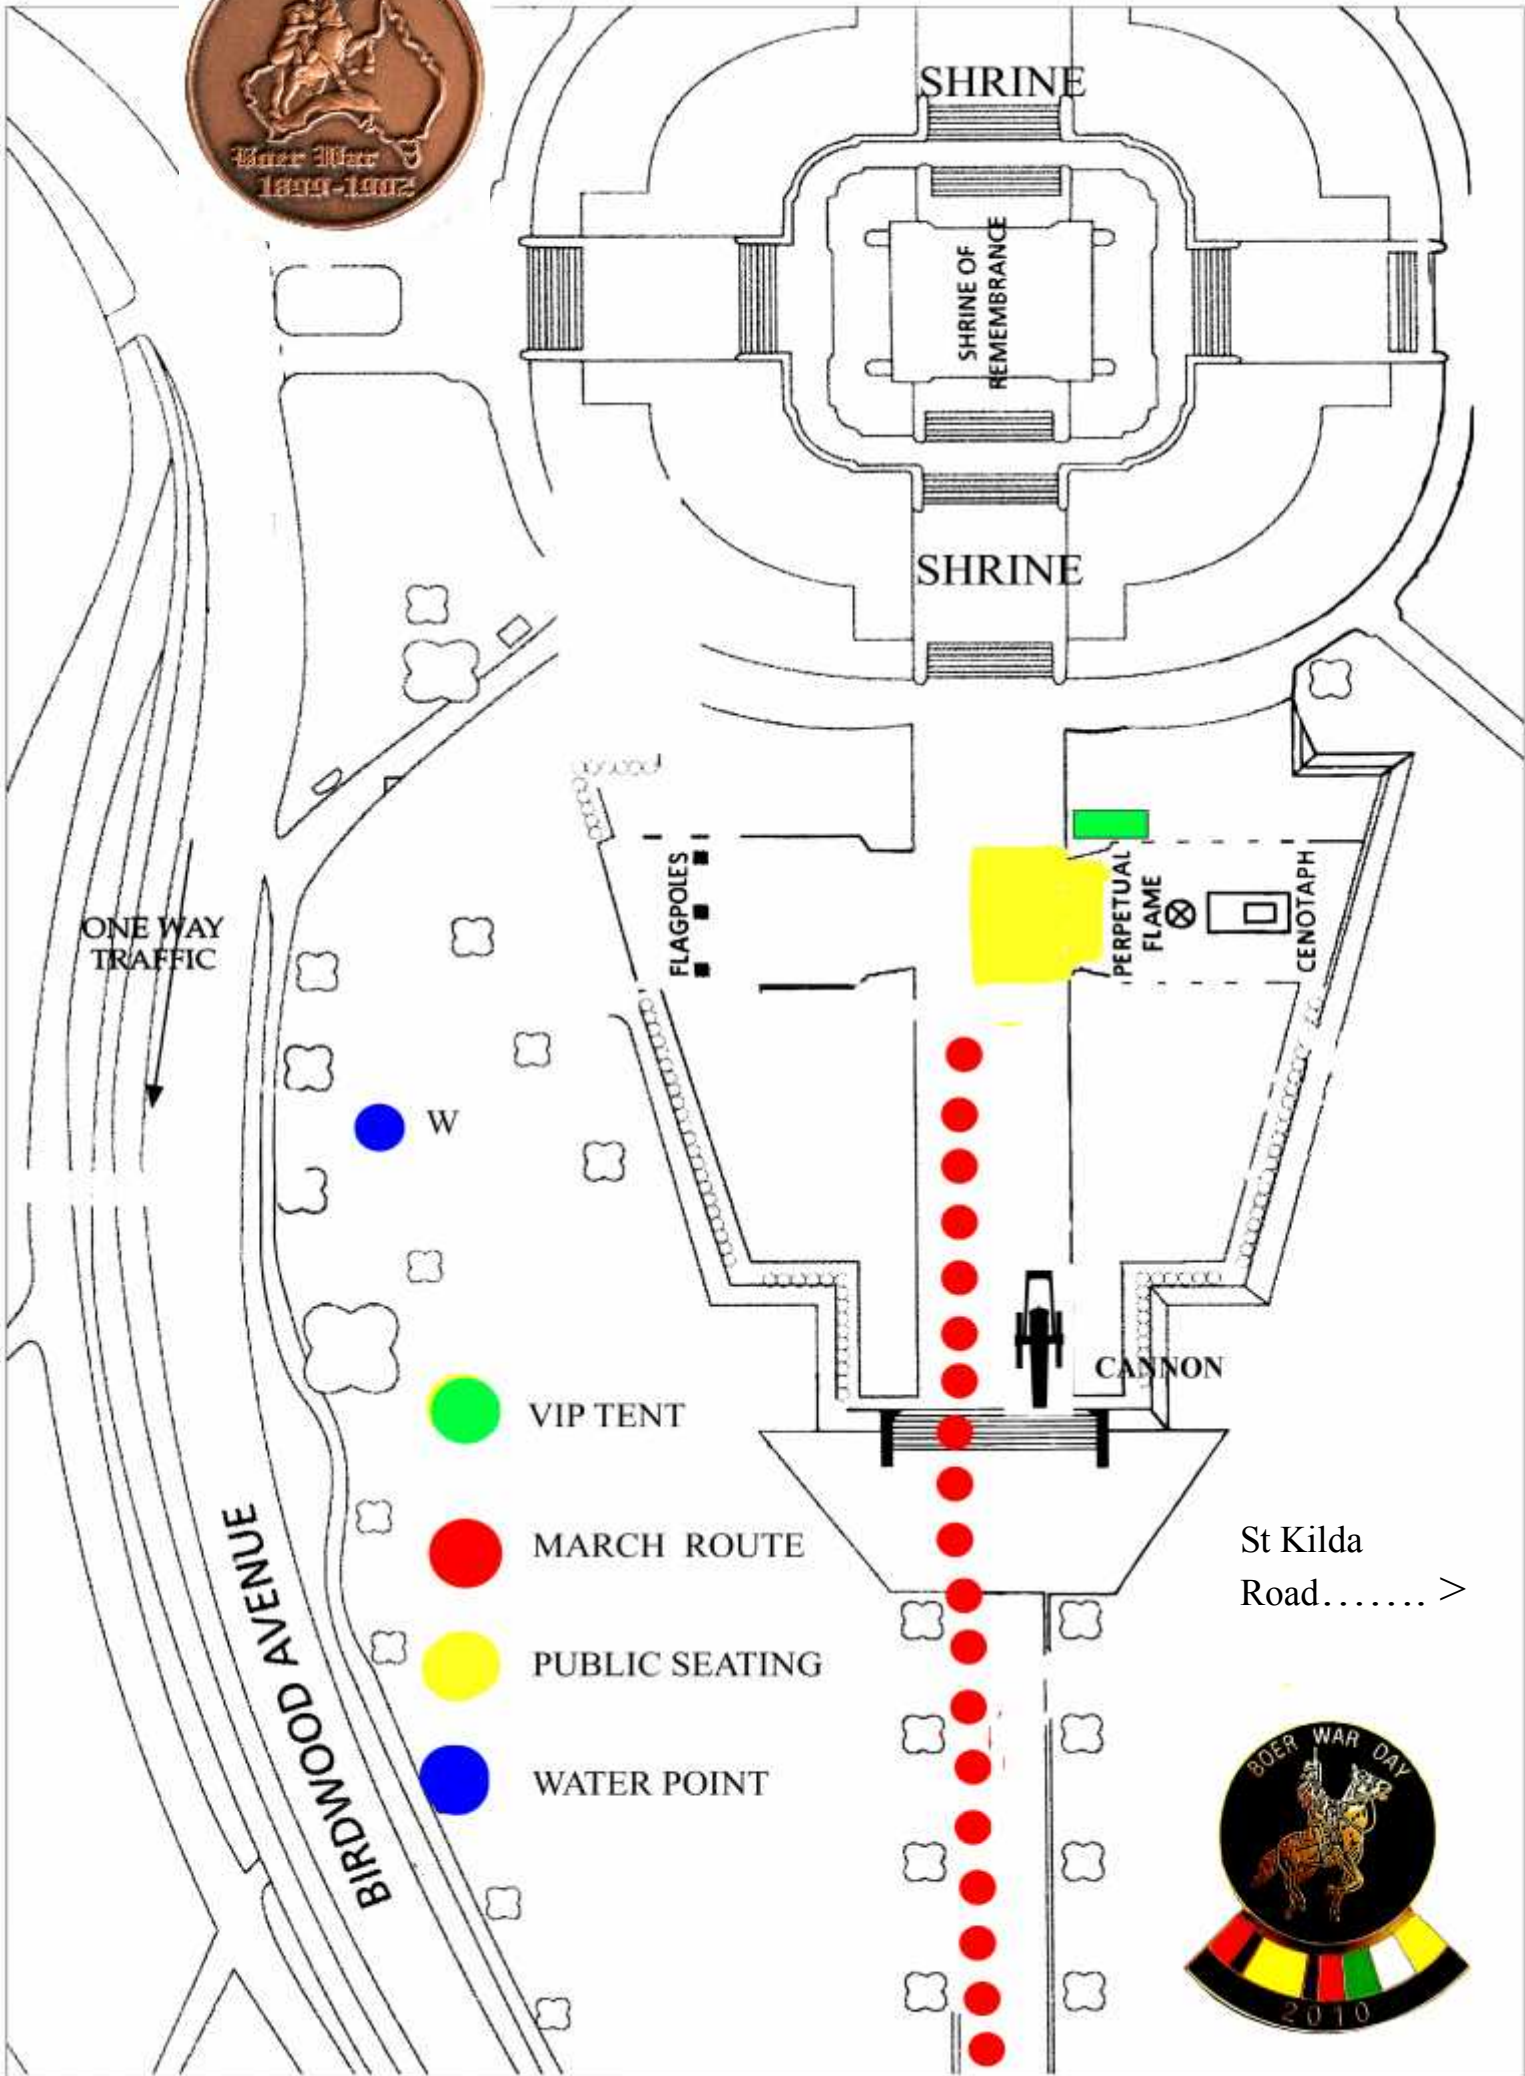 Boer War
1899-1902
SHRINE
SHRINE OF
REMEMBRANCE
SHRINE
FLAGPOLES
PERPETUAL
FLAME
CENOTAPH
ONE WAY
TRAFFIC
W
CANNON
VIP TENT
MARCH ROUTE
PUBLIC SEATING
WATER POINT
BIRDWOOD AVENUE
St Kilda
Road....... >
BOER WAR DAY
2010